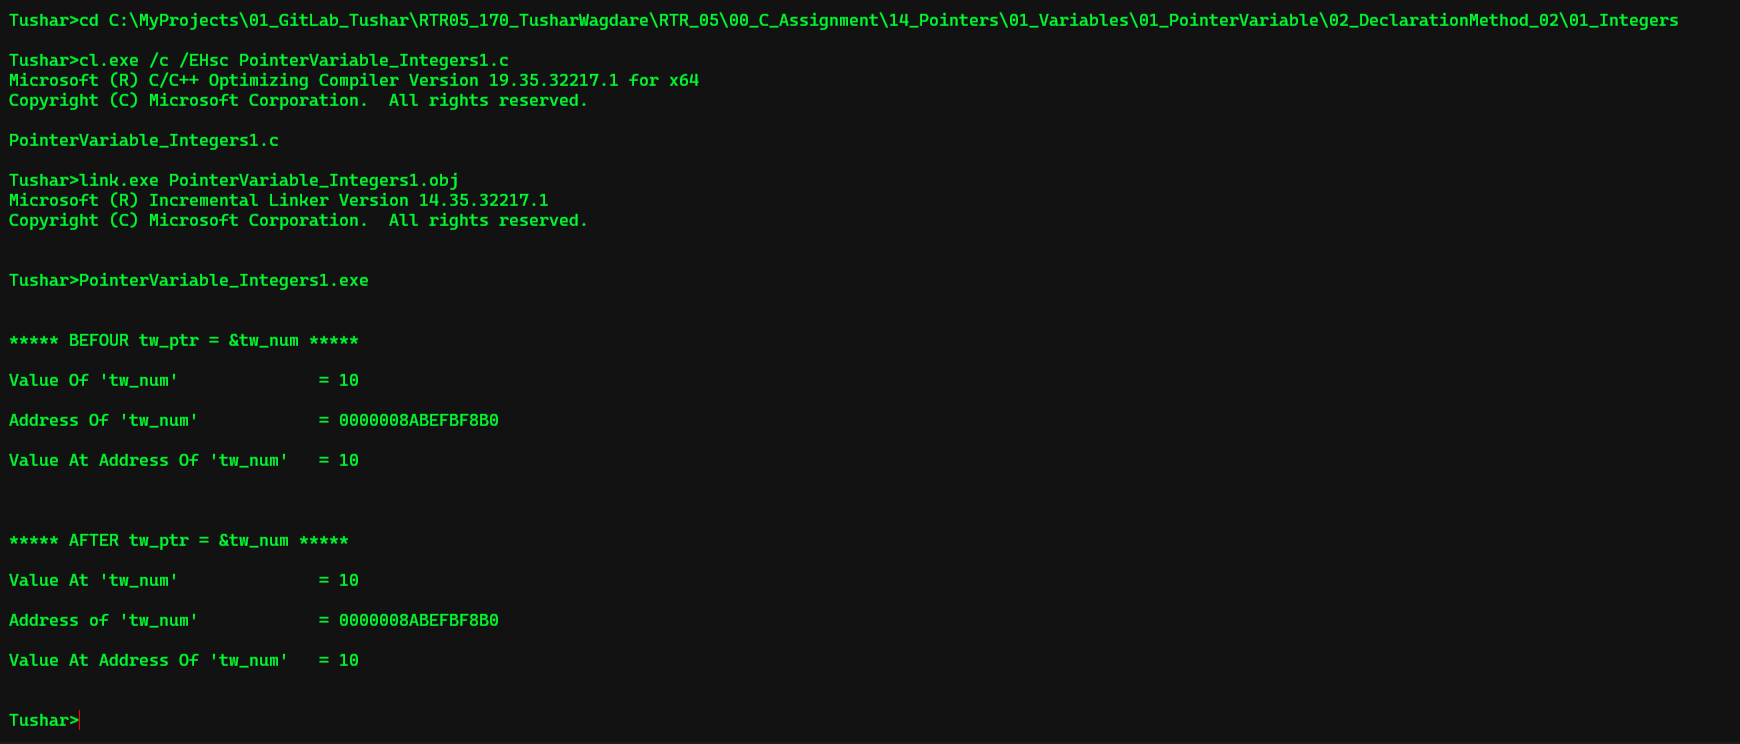 Tushar>cd C:\MyProjects\01_GitLab_Tushar\RTR05_170_TusharWagdare\RTR_05\00_C_Assignment\14_Pointers\01_Variables\01_PointerVariable\02_DeclarationMethod_02\01_Integers
Tushar>cl.exe /c /EHsc PointerVariable_Integers1.c
Microsoft (R) C/C++ Optimizing Compiler Version 19.35.32217.1 for x64
Copyright (C) Microsoft Corporation.  All rights reserved.
PointerVariable_Integers1.c
Tushar>link.exe PointerVariable_Integers1.obj
Microsoft (R) Incremental Linker Version 14.35.32217.1
Copyright (C) Microsoft Corporation.  All rights reserved.
Tushar>PointerVariable_Integers1.exe
***** BEFOUR tw_ptr = &tw_num *****
Value Of 'tw_num'              = 10
Address Of 'tw_num'            = 0000008ABEFBF8B0
Value At Address Of 'tw_num'   = 10
***** AFTER tw_ptr = &tw_num *****
Value At 'tw_num'              = 10
Address of 'tw_num'            = 0000008ABEFBF8B0
Value At Address Of 'tw_num'   = 10
Tushar>